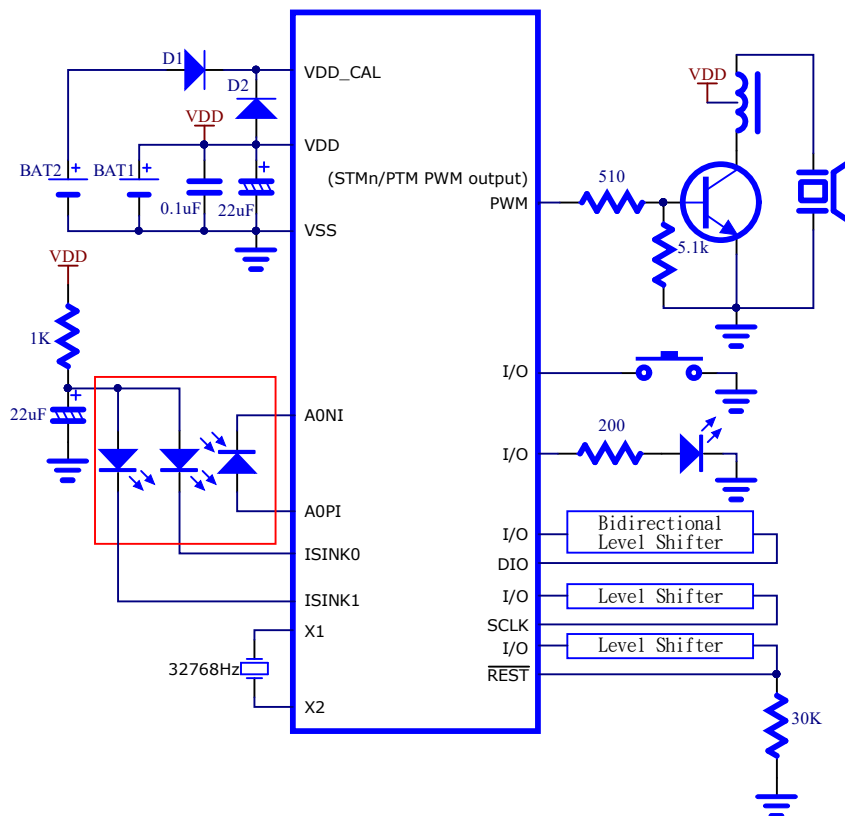 D1
VDD_CAL
D2
VDD
VDD
BAT2
+
BAT1
+
+
0.1uF
22uF
VSS
VDD
1K
+
22uF
A0NI
A0PI
ISINK0
ISINK1
X1
32768Hz
X2
VDD
(STMn/PTM PWM output)
PWM
510
5.1k
I/O
200
I/O
Bidirectional
Level Shifter
I/O
DIO
I/O
Level Shifter
SCLK
I/O
Level Shifter
REST
30K